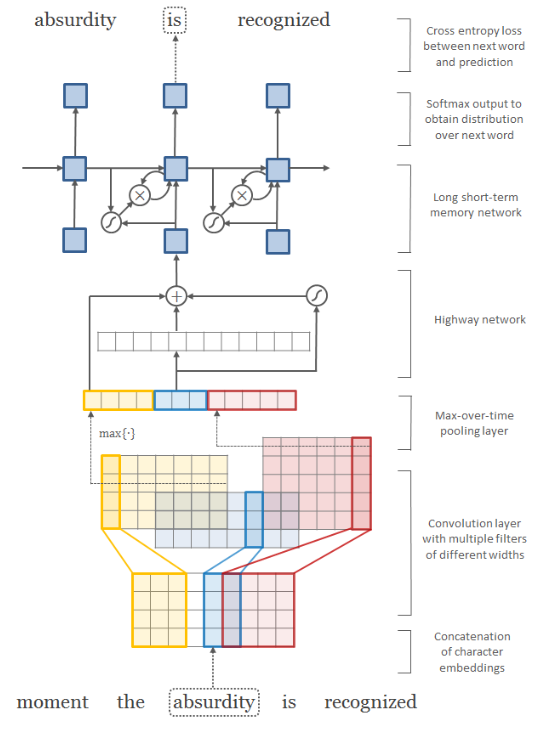 absurdity is recognized
Cross entropy loss
between next word
and prediction
Softmax output to
obtain distribution
over next word
Long short-term
memory network
Highway network
Max-over-time
pooling layer
max{·}
Convolution layer
with multiple filters
of different widths
Concatenation
of character
embeddings
moment the absurdity is recognized